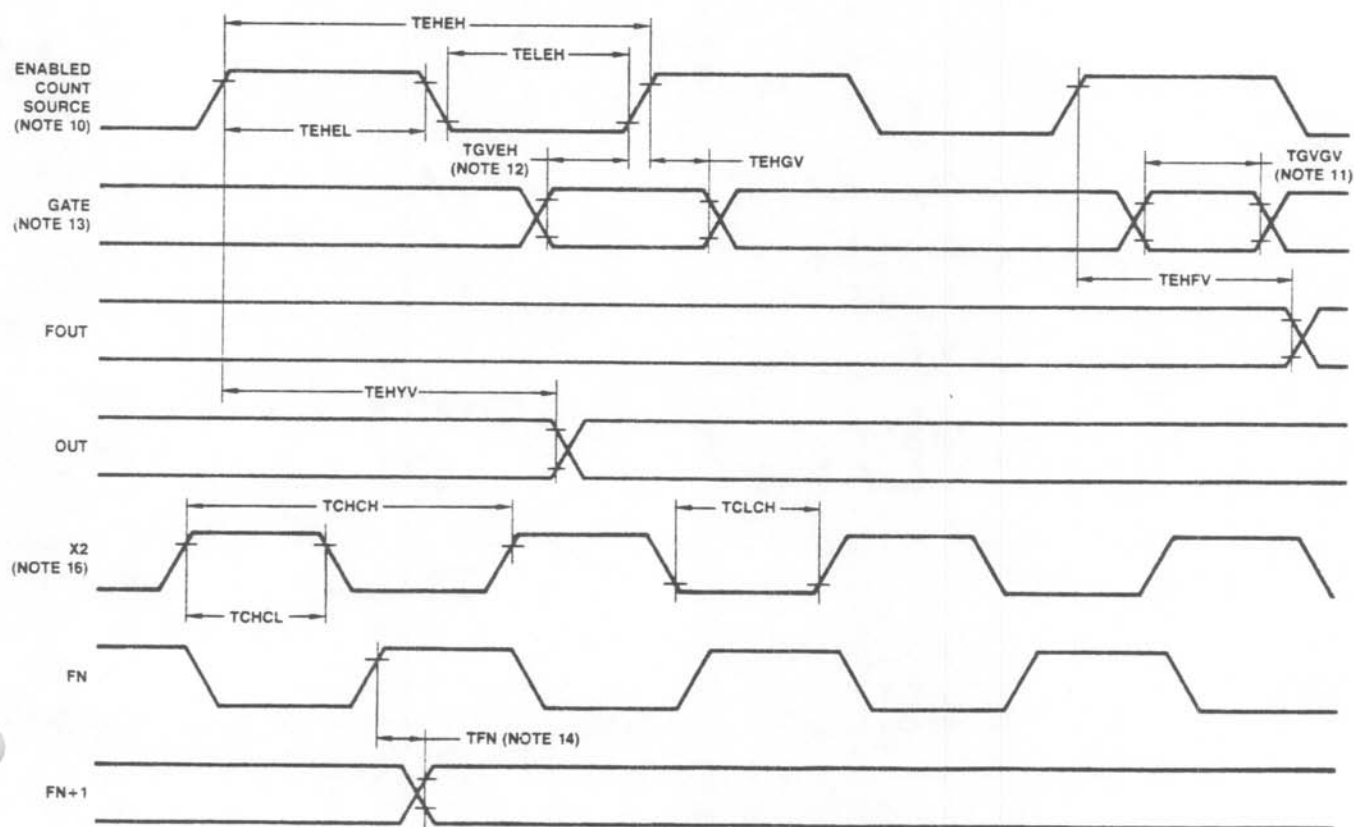 TEHEH
TELEH
ENABLED
COUNT
SOURCE
(NOTE 10)
TEHEL
TGVEH
(NOTE 12)
TEHGV
TGVGV
(NOTE 11)
GATE
(NOTE 13)
TEHFV
FOUT
TEHYV
OUT
TCHCH
TCLCH
X2
(NOTE 16)
TCHCL
FN
TFN (NOTE 14)
FN+1